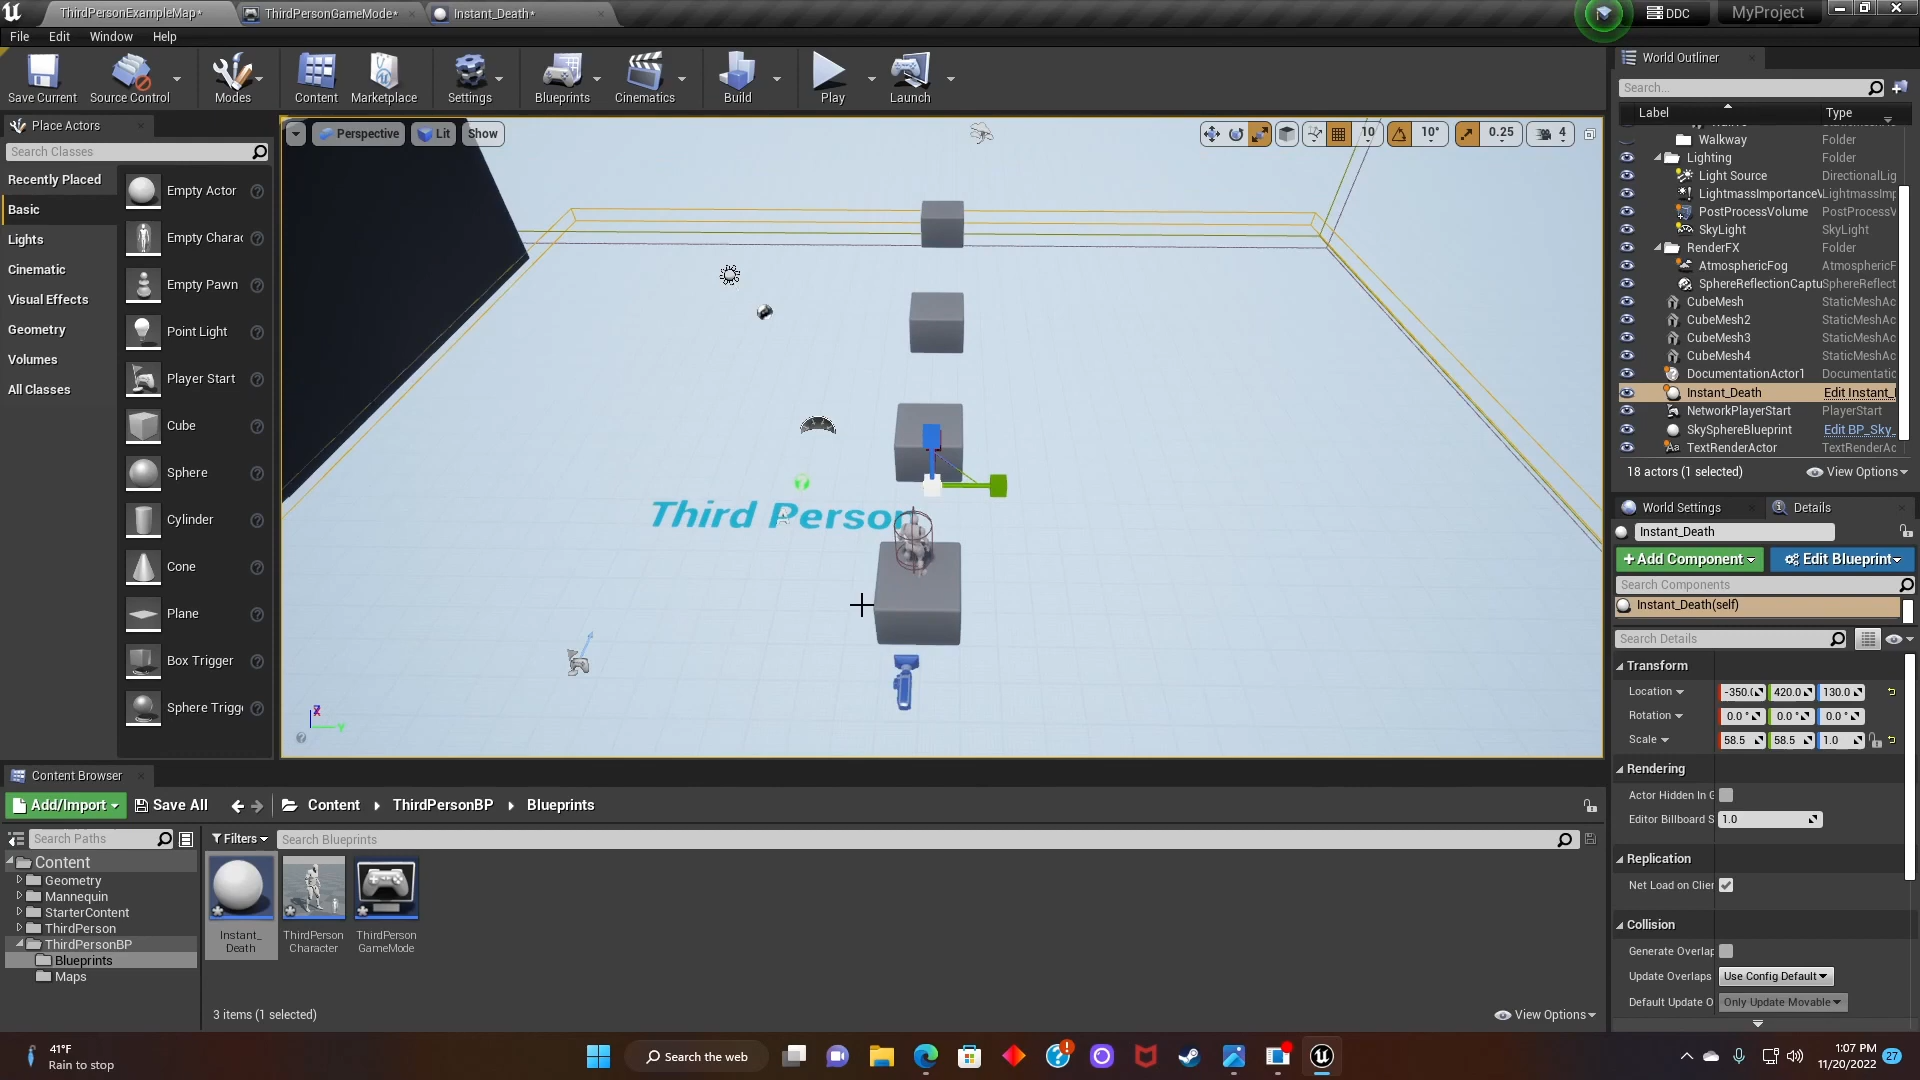 ThirdPersonExampleMap*
ThirdPersonGameMode*
Instant_Death*
DDC
MyProject
File Edit Window Help
Save Current
Source Control
Modes
Content
Marketplace
Settings
Blueprints
Cinematics
Build
Play
Launch
Place Actors
Search Classes
Recently Placed
Basic
Lights
Cinematic
Visual Effects
Geometry
Volumes
All Classes
Empty Actor
Empty Charac
Empty Pawn
Point Light
Player Start
Cube
Sphere
Cylinder
Cone
Plane
Box Trigger
Sphere Trigge
Perspective Lit Show
10 10° 0.25 4
Third Person
World Outliner
Search...
Label Type
Walkway Folder
Lighting Folder
Light Source DirectionalLig
LightmassImportanceV LightmassImp
PostProcessVolume PostProcessV
SkyLight SkyLight
RenderFX Folder
AtmosphericFog AtmosphericF
SphereReflectionCaptu SphereReflect
CubeMesh StaticMeshAc
CubeMesh2 StaticMeshAc
CubeMesh3 StaticMeshAc
CubeMesh4 StaticMeshAc
DocumentationActor1 Documentatic
Instant_Death Edit Instant_
NetworkPlayerStart PlayerStart
SkySphereBlueprint Edit BP_Sky_
TextRenderActor TextRenderAc
18 actors (1 selected) View Options
World Settings Details
Instant_Death
+Add Component Edit Blueprint
Search Components
Instant_Death(self)
Search Details
Transform
Location -350.0 420.0 130.0
Rotation 0.0 ° 0.0 ° 0.0 °
Scale 58.5 58.5 1.0
Rendering
Actor Hidden In G
Editor Billboard S 1.0
Replication
Net Load on Clien
Collision
Generate Overlap
Update Overlaps Use Config Default
Default Update O Only Update Movable
Content Browser
Add/Import Save All Content ThirdPersonBP Blueprints
Search Paths Filters Search Blueprints
Content
Geometry
Mannequin
StarterContent
ThirdPerson
ThirdPersonBP
Blueprints
Maps
Instant_
Death
ThirdPerson
Character
ThirdPerson
GameMode
3 items (1 selected) View Options
41°F
Rain to stop
Search the web
1:07 PM
11/20/2022
27